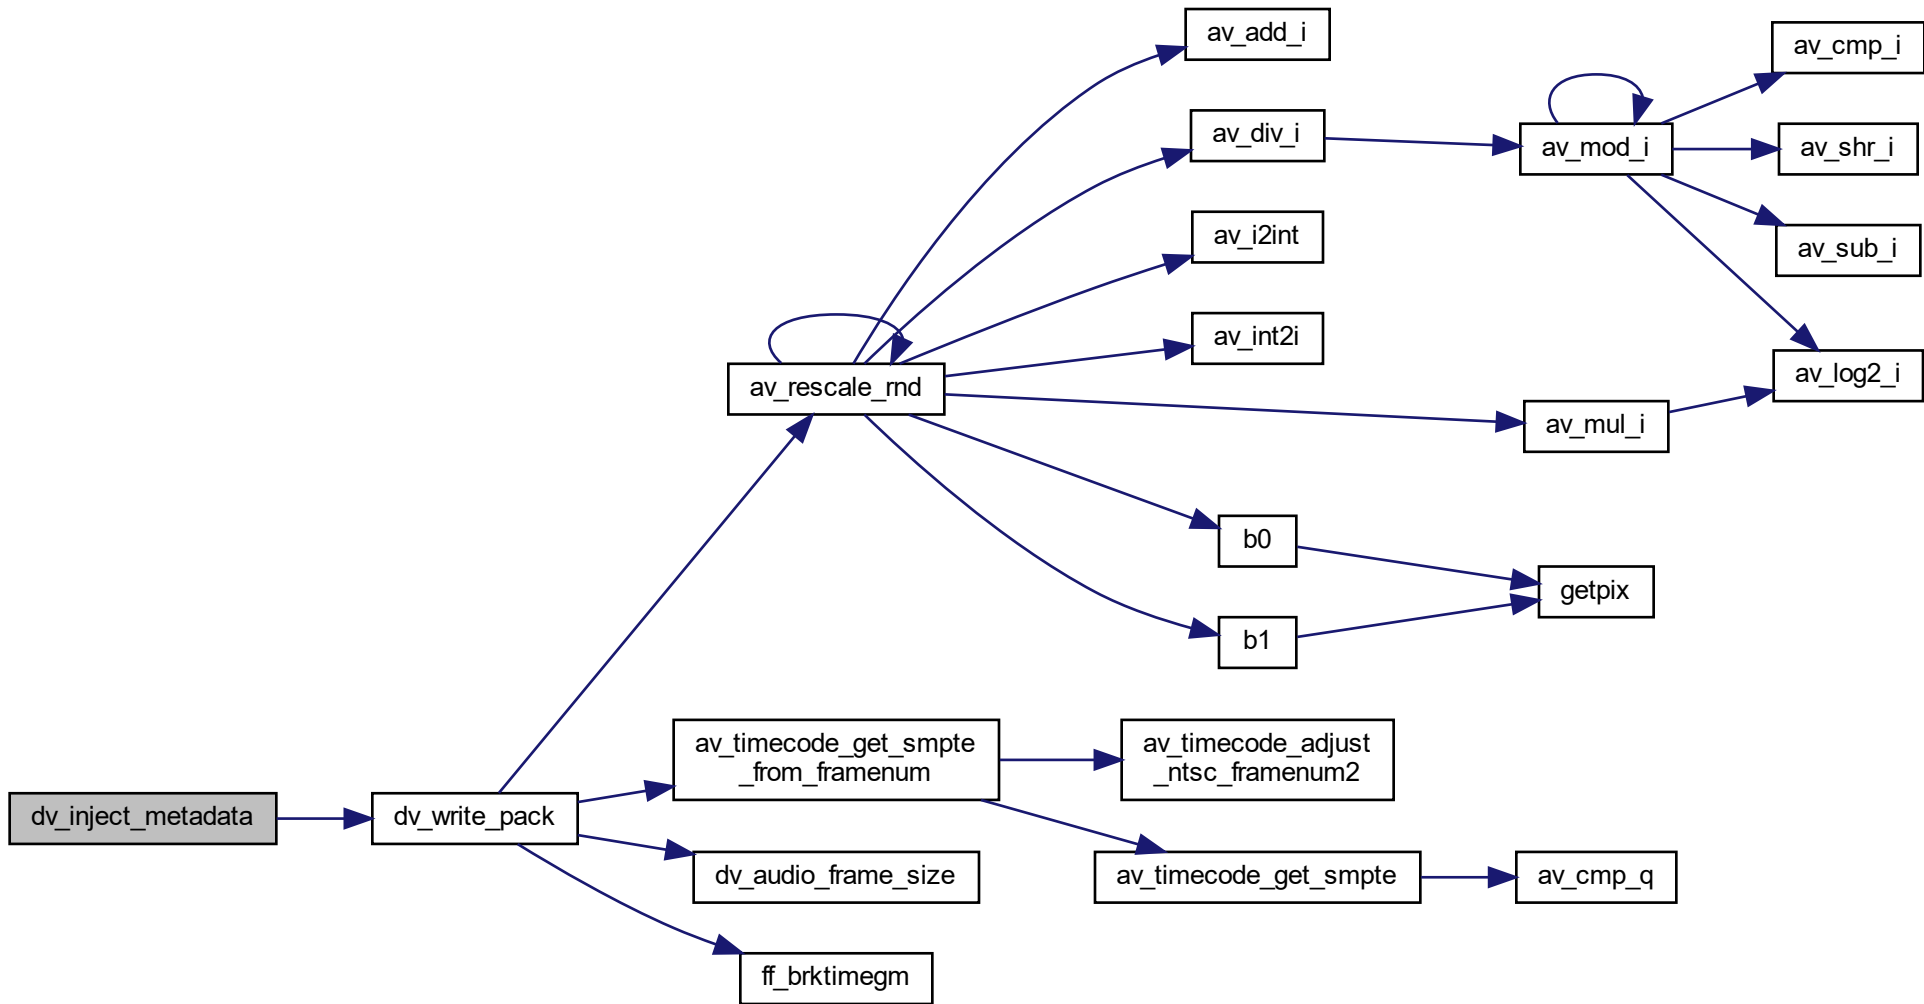 av_add_i
av_cmp_i
av_div_i
av_mod_i
av_shr_i
av_i2int
av_sub_i
av_int2i
av_rescale_rnd
av_log2_i
av_mul_i
b0
getpix
b1
av_timecode_get_smpte
_from_framenum
av_timecode_adjust
_ntsc_framenum2
dv_inject_metadata
dv_write_pack
dv_audio_frame_size
av_timecode_get_smpte
av_cmp_q
ff_brktimegm